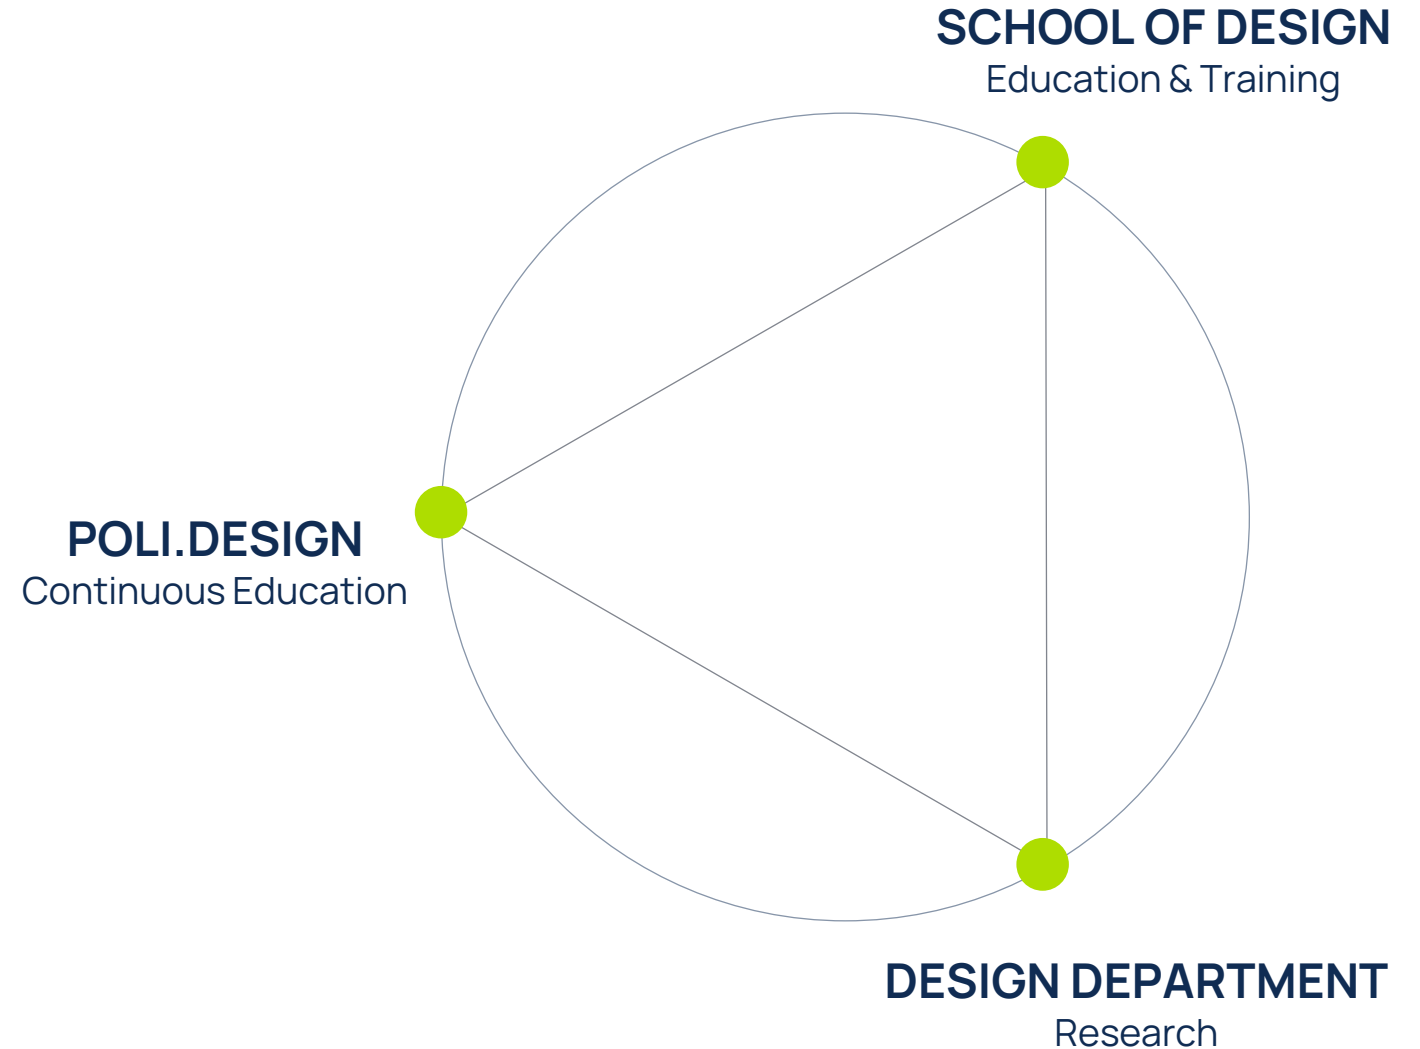 SCHOOL OF DESIGN
Education & Training
POLI.DESIGN
Continuous Education
DESIGN DEPARTMENT
Research